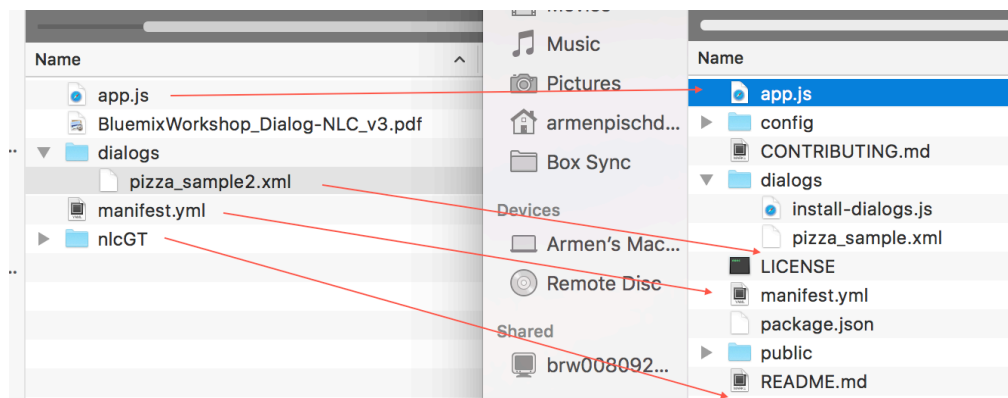 Name
app.js
BluemixWorkshop_Dialog-NLC_v3.pdf
dialogs
pizza_sample2.xml
manifest.yml
nlcGT
Music
Pictures
armenpischd...
Box Sync
Devices
Armen's Mac...
Remote Disc
Shared
brw008092...
Name
app.js
config
CONTRIBUTING.md
dialogs
install-dialogs.js
pizza_sample.xml
LICENSE
manifest.yml
package.json
public
README.md